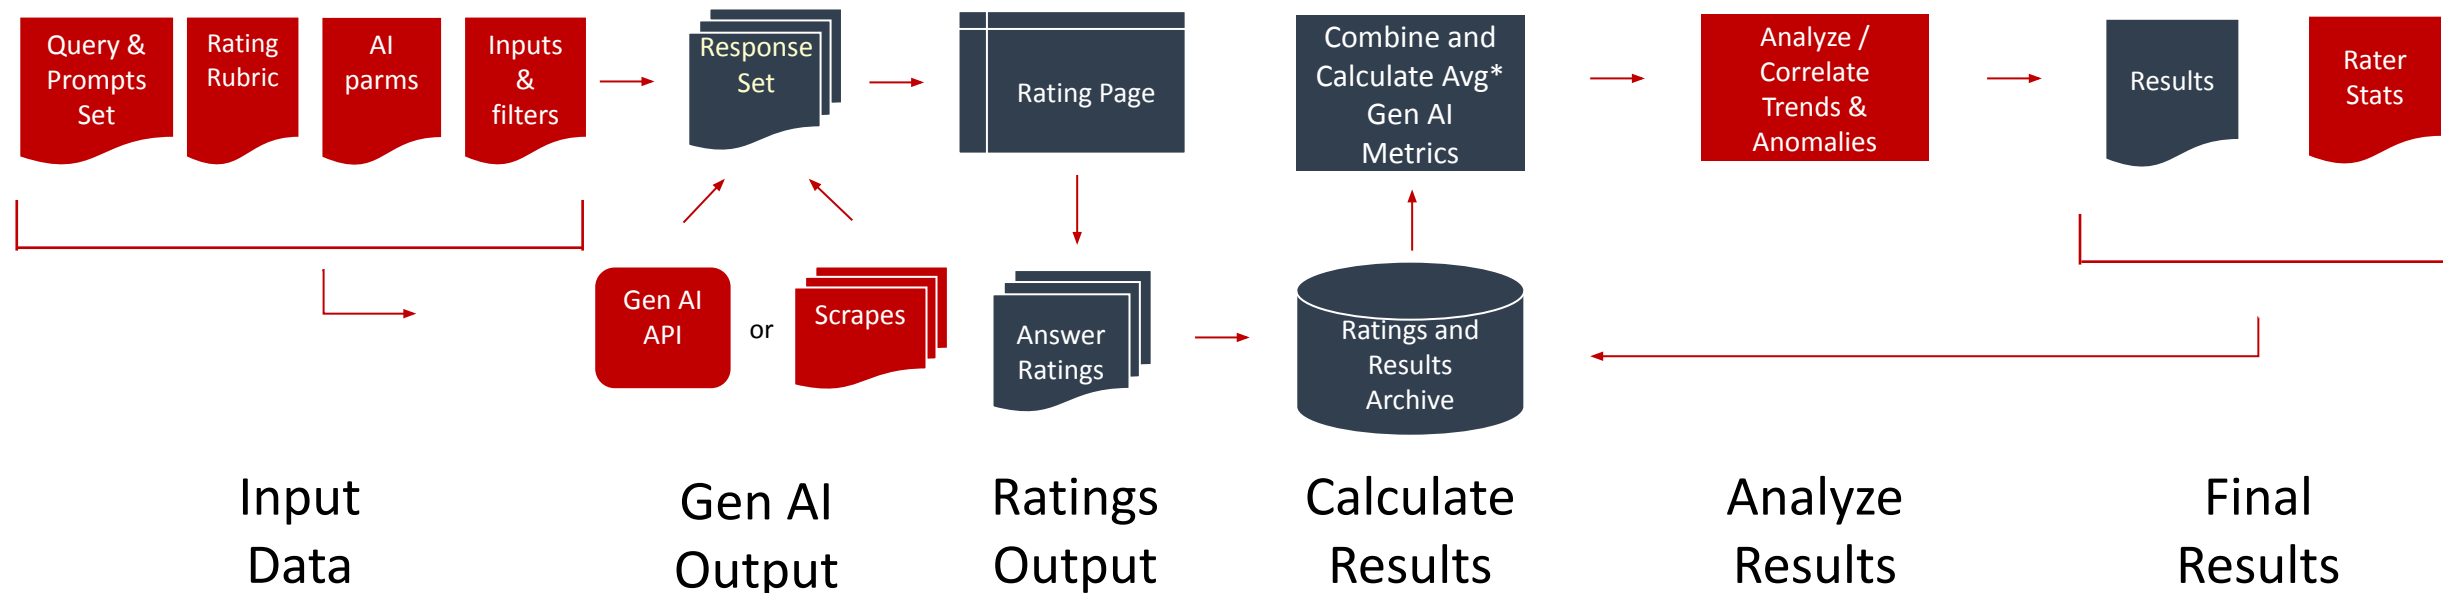 Query &
Prompts
Set
Rating
Rubric
AI
parms
Inputs
&
filters
Response
Set
Rating Page
Combine and
Calculate Avg*
Gen AI
Metrics
Analyze /
Correlate
Trends &
Anomalies
Results
Rater
Stats
Gen AI
API
or
Scrapes
Answer
Ratings
Ratings and
Results
Archive
Input
Data
Gen AI
Output
Ratings
Output
Calculate
Results
Analyze
Results
Final
Results